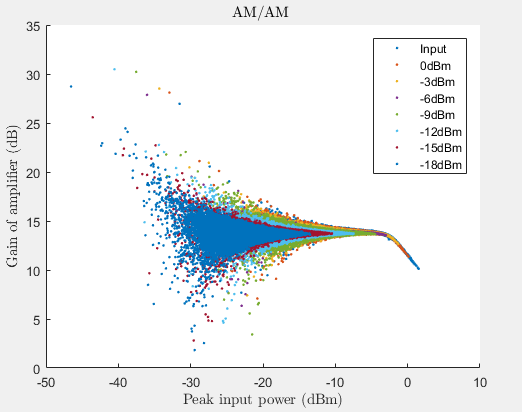 AM/AM
35
30
25
20
15
10
5
0
Gain of amplifier (dB)
-50 -40 -30 -20 -10 0 10
Peak input power (dBm)
Input
0dBm
-3dBm
-6dBm
-9dBm
-12dBm
-15dBm
-18dBm